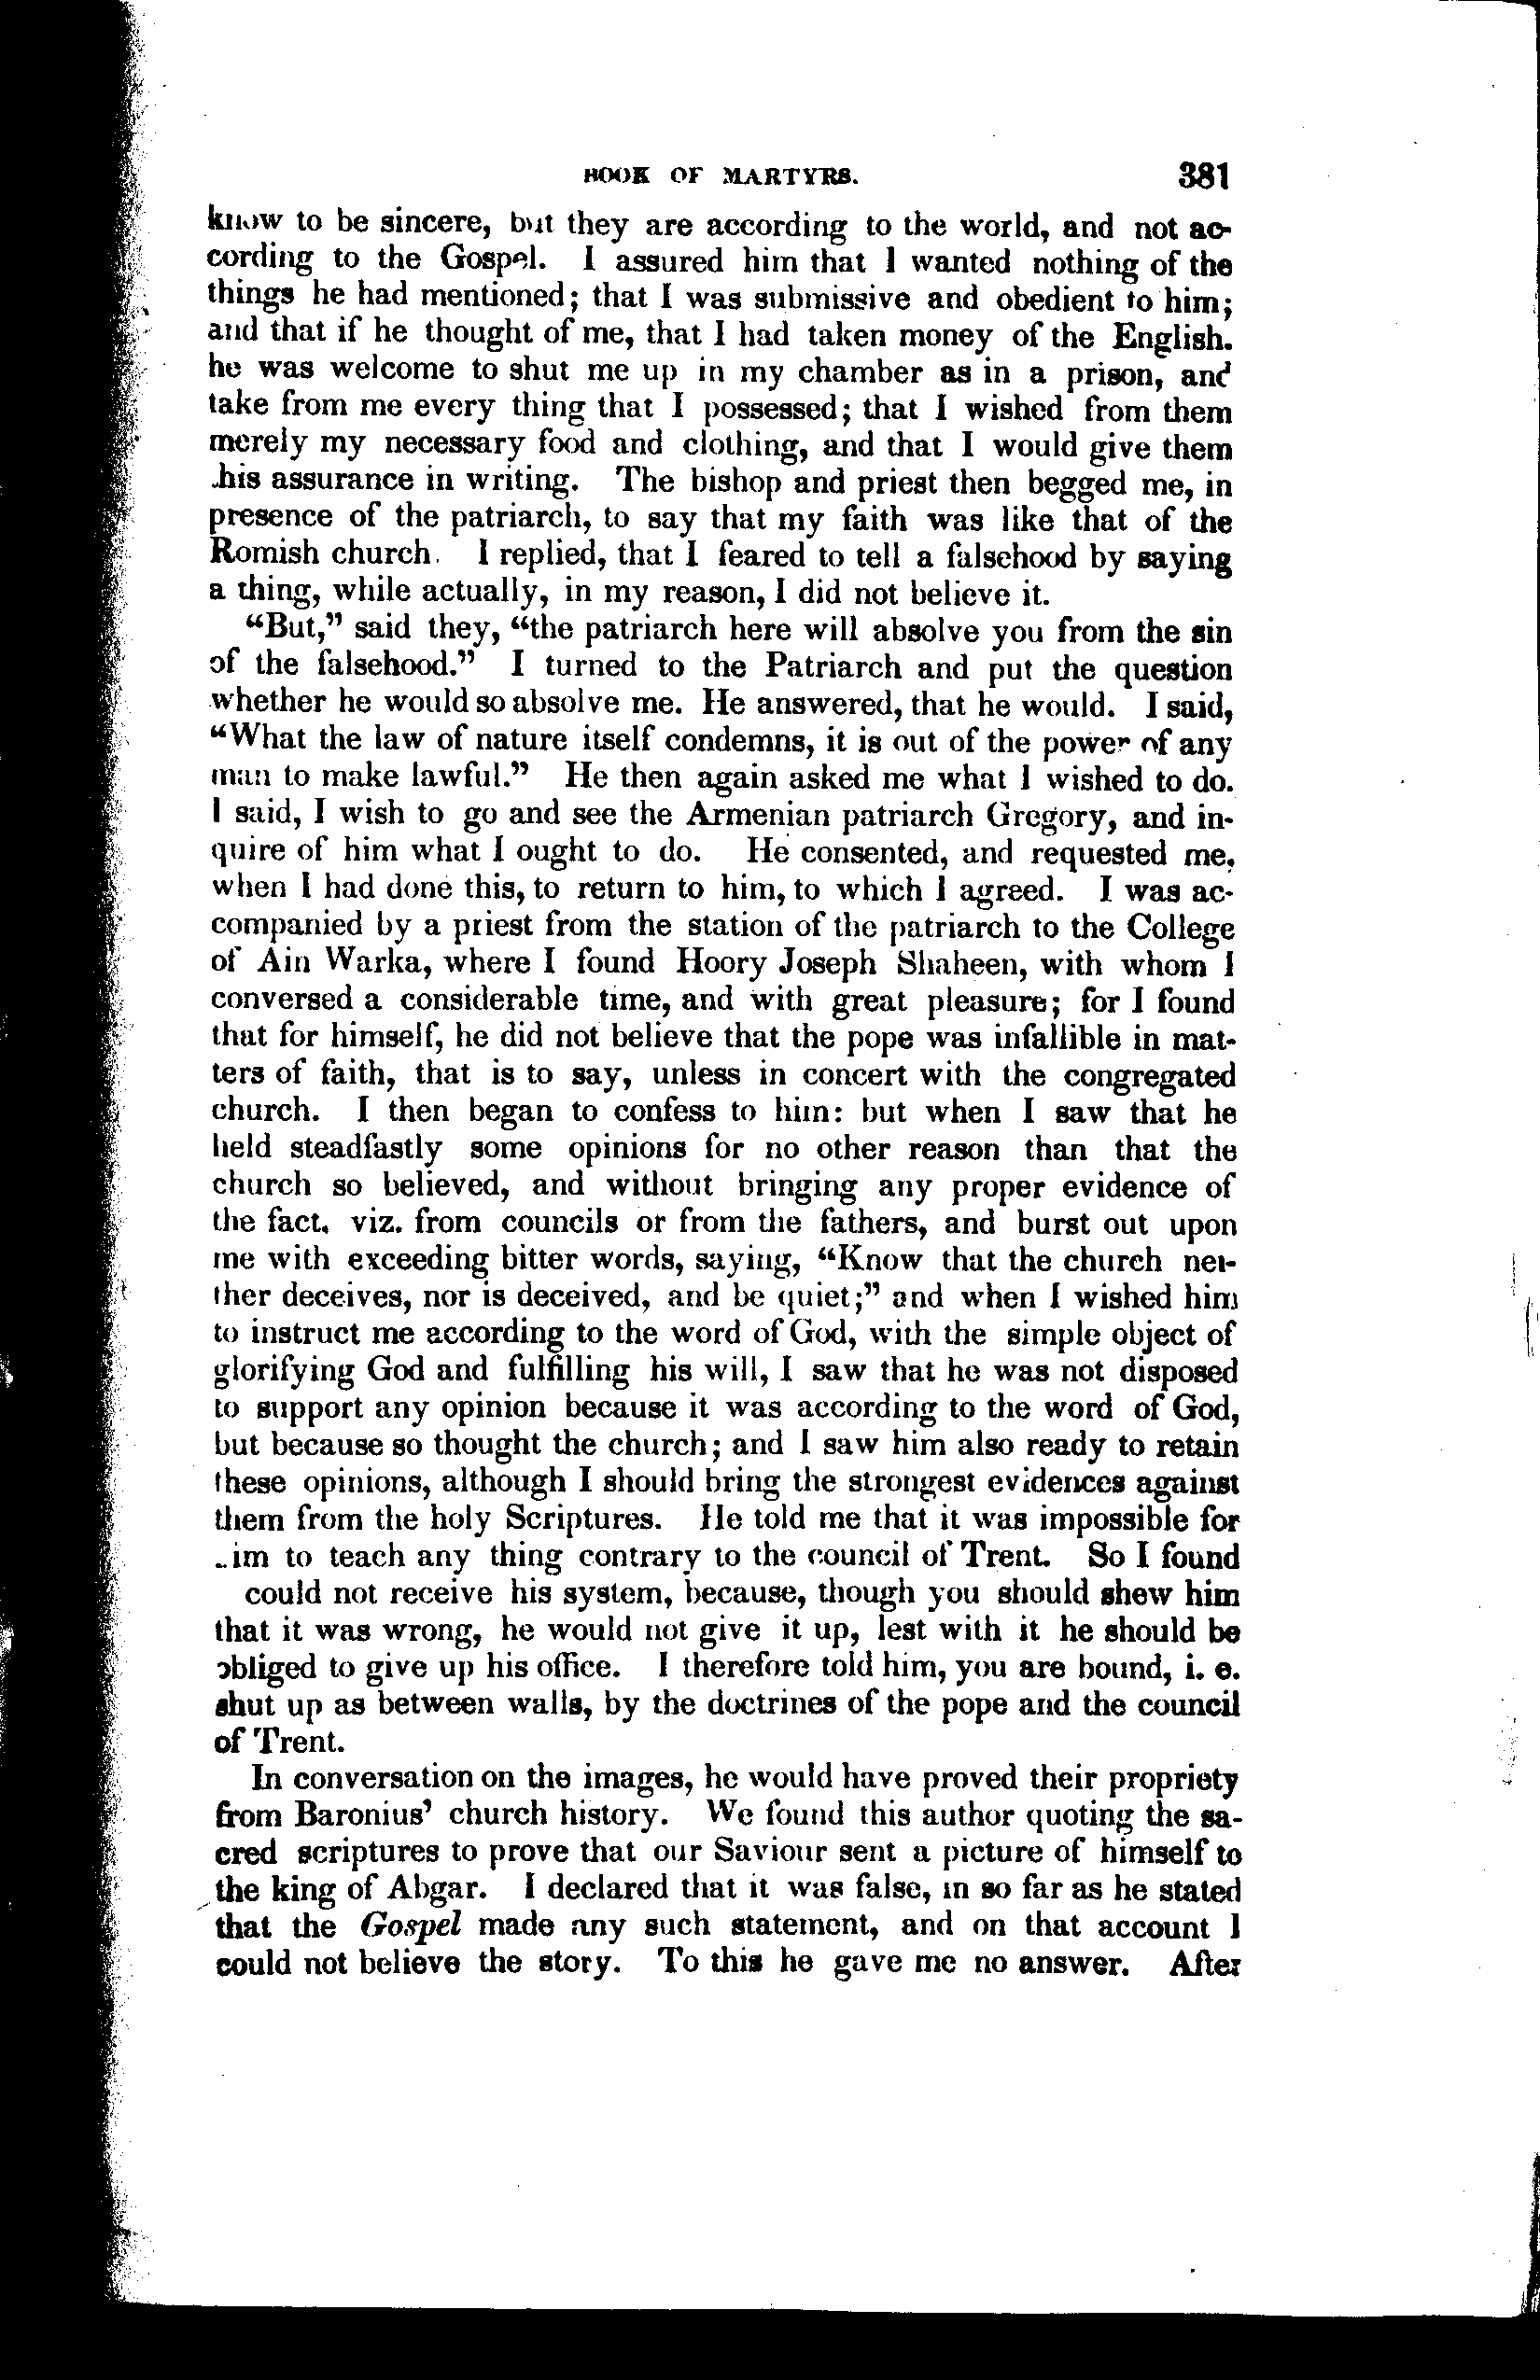 BOOK OF MARTYRS. 381
know to be sincere, but they are according to the world, and not ac-
cording to the Gospel. I assured him that I wanted nothing of the
things he had mentioned; that I was submissive and obedient to him;
and that if he thought of me, that I had taken money of the English.
he was welcome to shut me up in my chamber as in a prison, and
take from me every thing that I possessed; that I wished from them
merely my necessary food and clothing, and that I would give them
his assurance in writing. The bishop and priest then begged me, in
presence of the patriarch, to say that my faith was like that of the
Romish church. I replied, that I feared to tell a falsehood by saying
a thing, while actually, in my reason, I did not believe it.
“But,” said they, “the patriarch here will absolve you from the sin
of the falsehood.” I turned to the Patriarch and put the question
whether he would so absolve me. He answered, that he would. I said,
“What the law of nature itself condemns, it is out of the power of any
man to make lawful.” He then again asked me what I wished to do.
I said, I wish to go and see the Armenian patriarch Gregory, and in-
quire of him what I ought to do. He consented, and requested me,
when I had done this, to return to him, to which I agreed. I was ac-
companied by a priest from the station of the patriarch to the College
of Ain Warka, where I found Hoory Joseph Shaheen, with whom I
conversed a considerable time, and with great pleasure; for I found
that for himself, he did not believe that the pope was infallible in mat-
ters of faith, that is to say, unless in concert with the congregated
church. I then began to confess to him: but when I saw that he
held steadfastly some opinions for no other reason than that the
church so believed, and without bringing any proper evidence of
the fact, viz. from councils or from the fathers, and burst out upon
me with exceeding bitter words, saying, “Know that the church nei-
ther deceives, nor is deceived, and be quiet;” and when I wished him
to instruct me according to the word of God, with the simple object of
glorifying God and fulfilling his will, I saw that he was not disposed
to support any opinion because it was according to the word of God,
but because so thought the church; and I saw him also ready to retain
these opinions, although I should bring the strongest evidences against
them from the holy Scriptures. He told me that it was impossible for
im to teach any thing contrary to the council of Trent. So I found
could not receive his system, because, though you should shew him
that it was wrong, he would not give it up, lest with it he should be
obliged to give up his office. I therefore told him, you are bound, i. e.
shut up as between walls, by the doctrines of the pope and the council
of Trent.
In conversation on the images, he would have proved their propriety
from Baronius’ church history. We found this author quoting the sa-
cred scriptures to prove that our Saviour sent a picture of himself to
the king of Abgar. I declared that it was false, in so far as he stated
that the Gospel made any such statement, and on that account I
could not believe the story. To this he gave me no answer. After